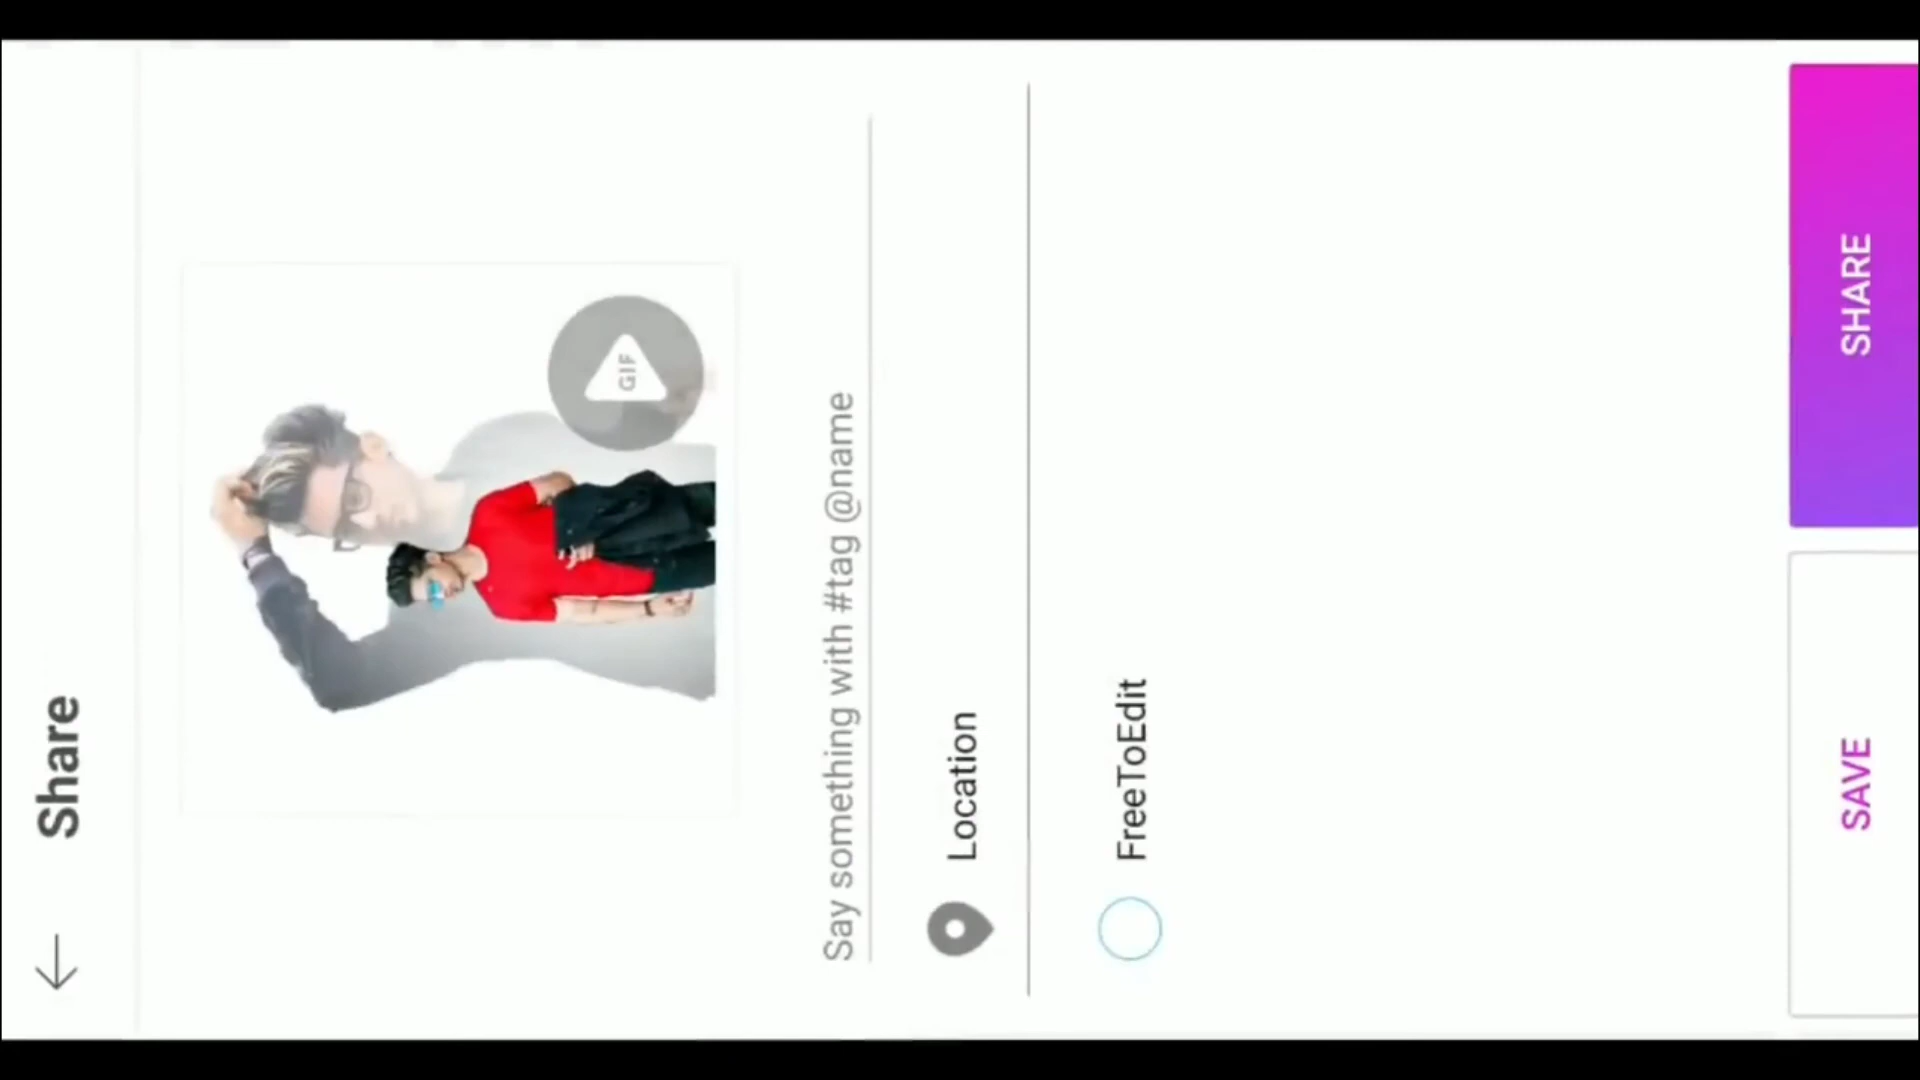 Share
GIF
Say something with #tag @name
Location
FreeToEdit
SAVE
SHARE